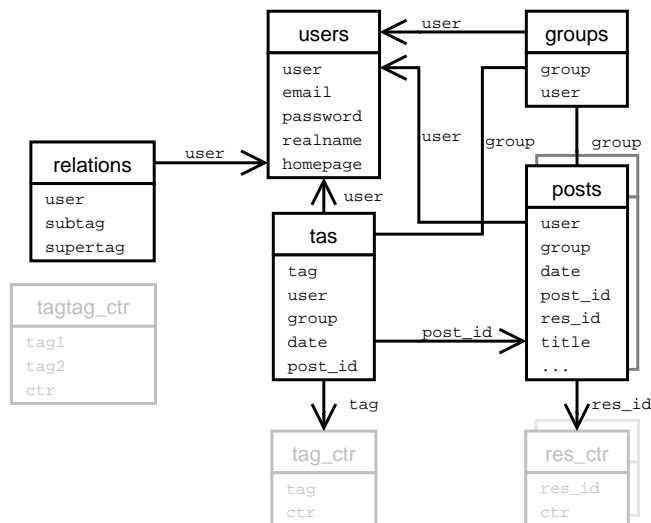 users
user
email
password
realname
homepage
groups
group
user
user
user
group
group
relations
user
subtag
supertag
user
user
tas
tag
user
group
date
post_id
posts
user
group
date
post_id
res_id
title
...
tagtag_ctr
tag1
tag2
ctr
post_id
tag
res_id
tag_ctr
tag
ctr
res_ctr
res_id
ctr